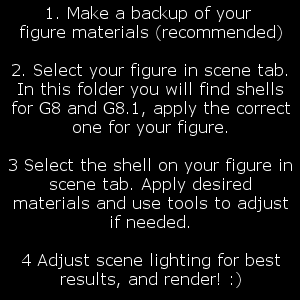 1. Make a backup of your
figure materials (recommended)
2. Select your figure in scene tab.
In this folder you will find shells
for G8 and G8.1, apply the correct
one for your figure.
3 Select the shell on your figure in
scene tab. Apply desired
materials and use tools to adjust
if needed.
4 Adjust scene lighting for best
results, and render! :)